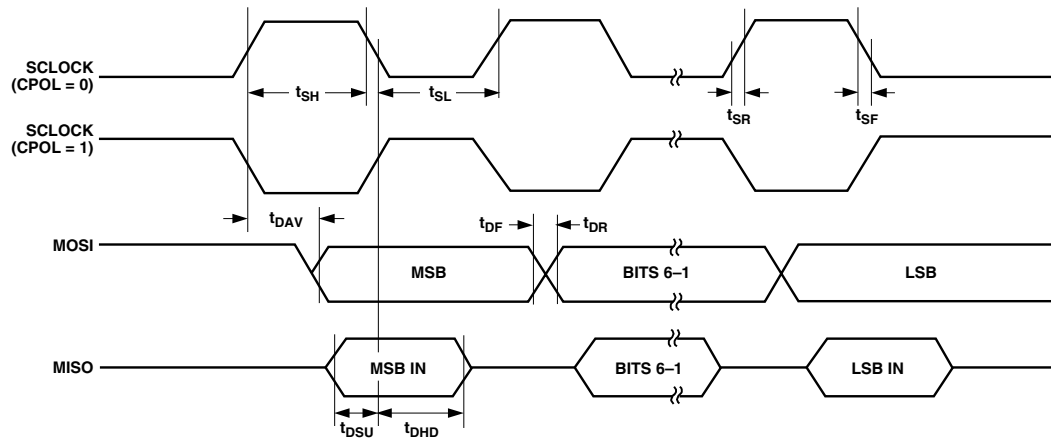 SCLOCK
(CPOL = 0)
tSH
tSL
tSR
tSF
SCLOCK
(CPOL = 1)
tDAV
tDF
tDR
MOSI
MSB
BITS 6–1
LSB
MISO
MSB IN
BITS 6–1
LSB IN
tDSU
tDHD